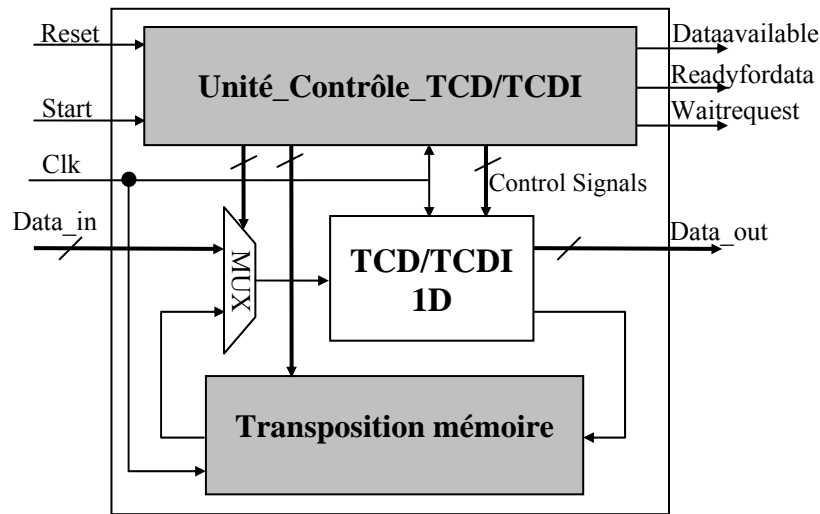 Reset
Dataavailable
Unité_Contrôle_TCD/TCDI
Readyfordata
Start
Waitrequest
Clk
Control Signals
Data_in
Data_out
MUX
TCD/TCDI
1D
Transposition mémoire